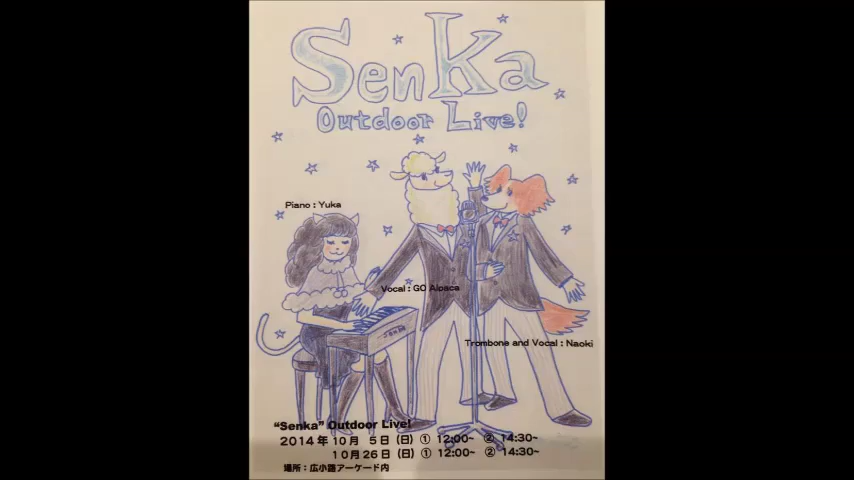 SenKa
Outdoor Live!
Piano : Yuka
Vocal : GO Alpaca
Trombone and Vocal : Naoki
"Senka" Outdoor Live!
2014年 10月 5日 (日) ① 12:00~ ② 14:30~
10月26日 (日) ① 12:00~ ② 14:30~
場所：広小路アーケード内